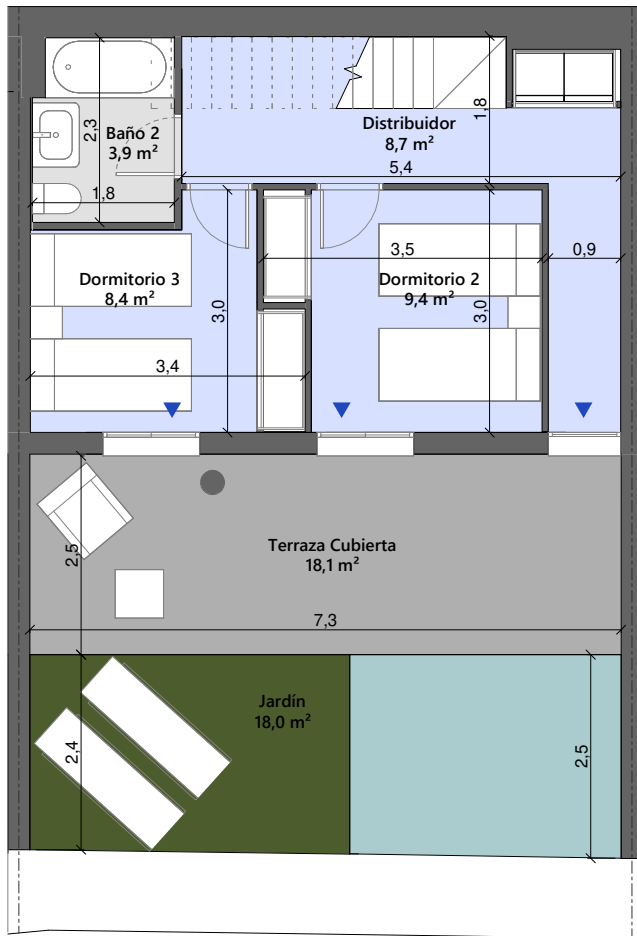 Baño 2
3,9 m²
2,3
1,8
Distribuidor
8,7 m²
1,8
5,4
Dormitorio 3
8,4 m²
3,0
3,4
3,5
Dormitorio 2
9,4 m²
3,0
0,9
Terraza Cubierta
18,1 m²
2,5
7,3
Jardín
18,0 m²
2,4
2,5